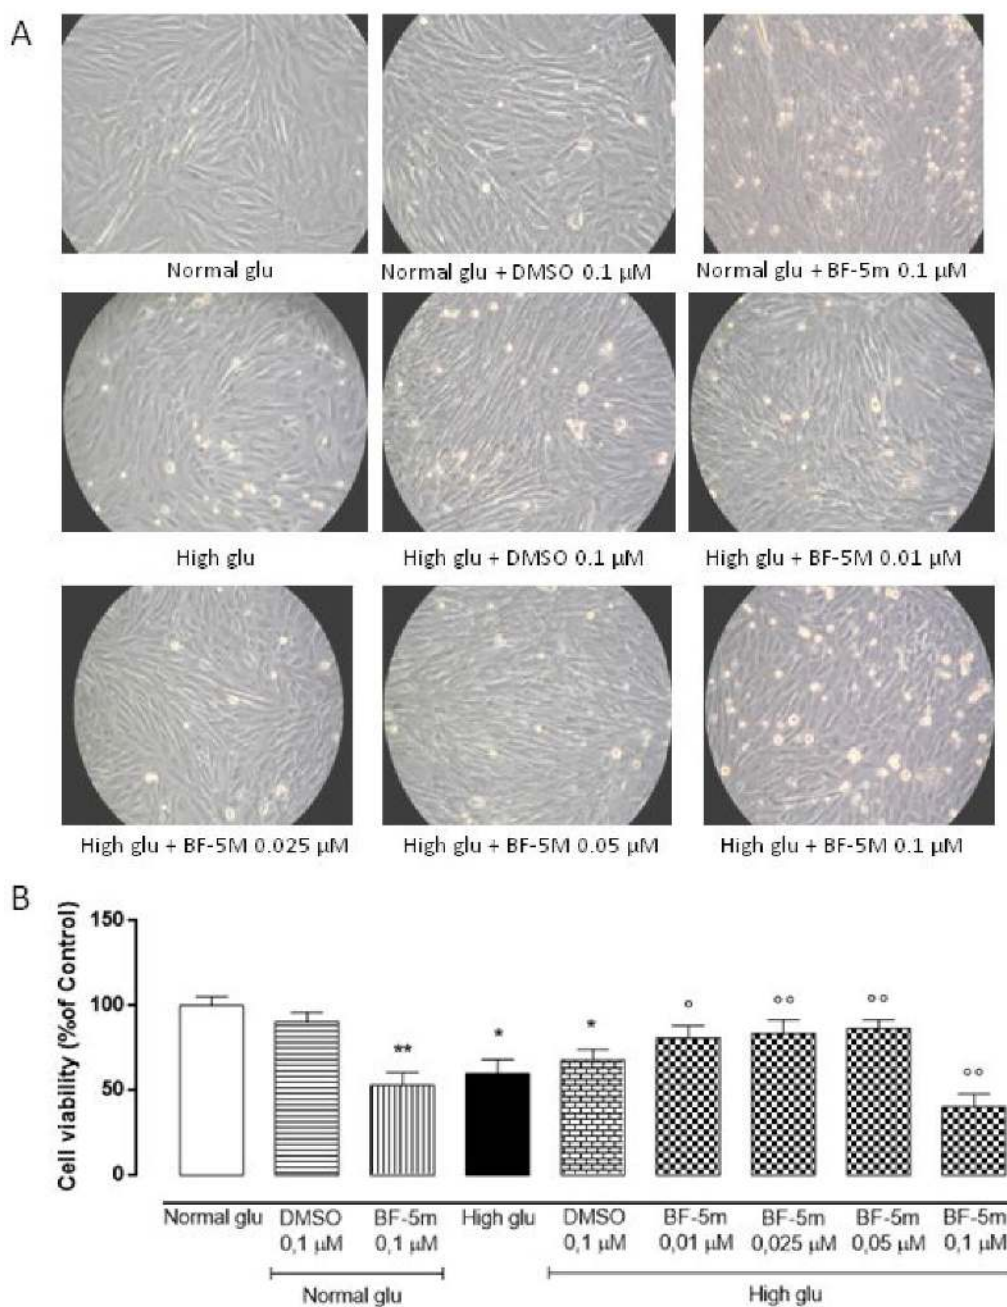 A
Normal glu
Normal glu + DMSO 0.1 µM
Normal glu + BF-5m 0.1 µM
High glu
High glu + DMSO 0.1 µM
High glu + BF-5M 0.01 µM
High glu + BF-5M 0.025 µM
High glu + BF-5M 0.05 µM
High glu + BF-5M 0.1 µM
B
Cell viability (%of Control)
150
100
50
0
**
*
*
°
°°
°°
°°
Normal glu
DMSO
0,1 µM
BF-5m
0,1 µM
High glu
DMSO
0,1 µM
BF-5m
0,01 µM
BF-5m
0,025 µM
BF-5m
0,05 µM
BF-5m
0,1 µM
Normal glu
High glu